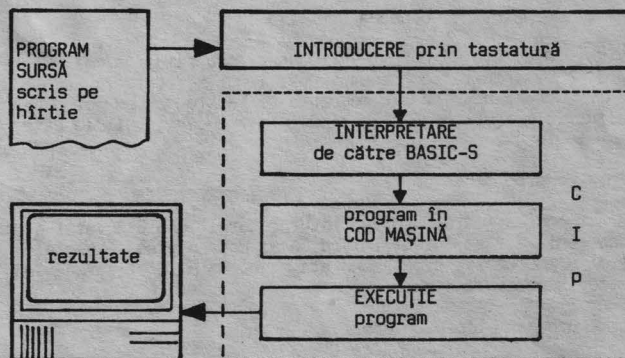 PROGRAM
SURSĂ
scris pe
hîrtie
INTRODUCERE prin tastatură
INTERPRETARE
de către BASIC-S
program în
COD MAŞINĂ
EXECUŢIE
program
C
I
P
rezultate